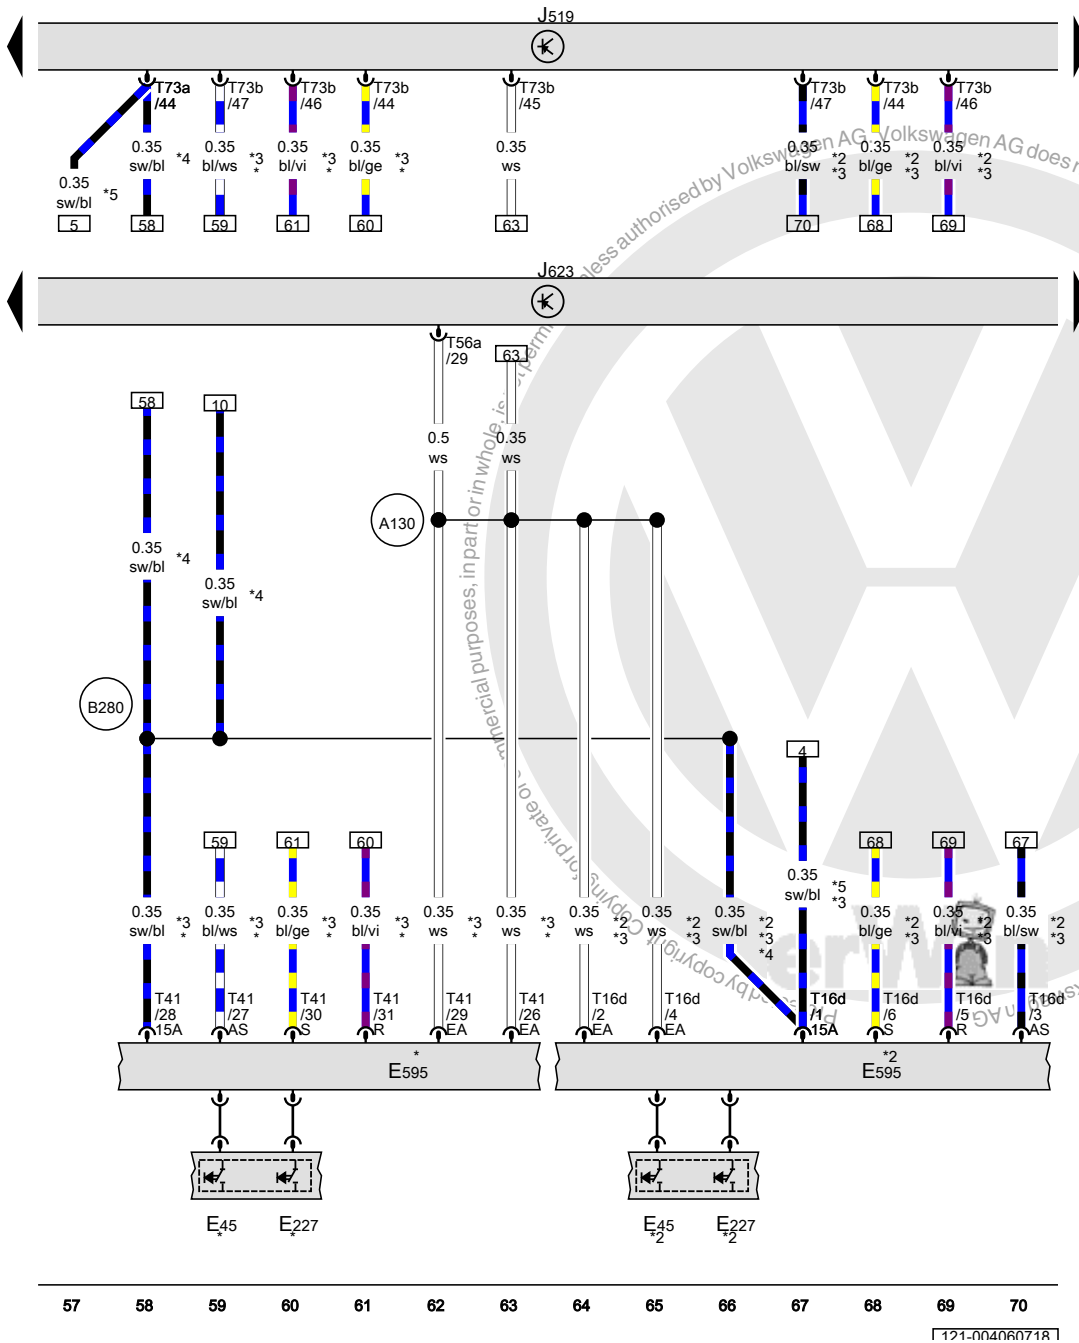 J519
T73a /44
T73b /47
T73b /46
T73b /44
T73b /45
T73b /47
T73b /44
T73b /46
0.35 sw/bl *5
0.35 sw/bl *4
0.35 bl/ws *3 *
0.35 bl/vi *3 *
0.35 bl/ge *3 *
0.35 ws
0.35 bl/sw *2 *3
0.35 bl/ge *2 *3
0.35 bl/vi *2 *3
5 58 59 61 60 63 70 68 69
J623
T56a /29
63
58
10
0.5 ws
0.35 ws
A130
0.35 sw/bl *4
0.35 sw/bl *4
B280
4
59 61 60 68 69 67
0.35 sw/bl *5 *3
0.35 sw/bl *3 *
0.35 bl/ws *3 *
0.35 bl/ge *3 *
0.35 bl/vi *3 *
0.35 ws *3 *
0.35 ws *3 *
0.35 ws *2 *3
0.35 ws *2 *3
0.35 sw/bl *2 *3 *4
0.35 bl/ge *2 *3
0.35 bl/vi *2 *3
0.35 bl/sw *2 *3
T41 /28 15A
T41 /27 AS
T41 /30 S
T41 /31 R
T41 /29 EA
T41 /26 EA
T16d /2 EA
T16d /4 EA
T16d /1 15A
T16d /6 S
T16d /5 R
T16d /3 AS
E595 *
E595 *2
E45 *
E227 *
E45 *2
E227 *2
57 58 59 60 61 62 63 64 65 66 67 68 69 70
121-004060718
erWin